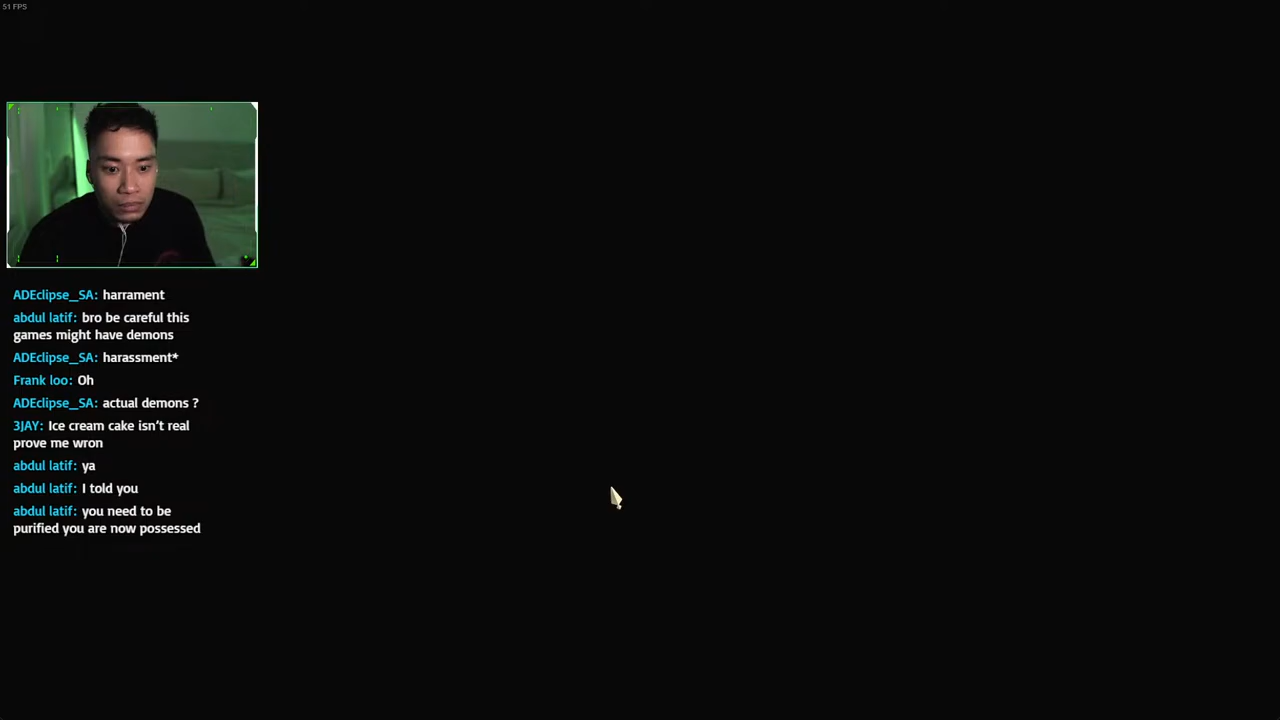 51 FPS
ADEclipse_SA: harrament
abdul latif: bro be careful this
games might have demons
ADEclipse_SA: harassment*
Frank loo: Oh
ADEclipse_SA: actual demons ?
3JAY: Ice cream cake isn't real
prove me wron
abdul latif: ya
abdul latif: I told you
abdul latif: you need to be
purified you are now possessed